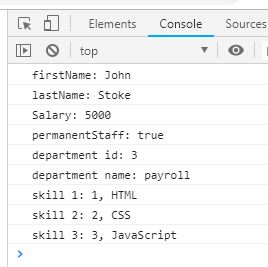 Elements Console Sources
top
firstName: John
lastName: Stoke
Salary: 5000
permanentStaff: true
department id: 3
department name: payroll
skill 1: 1, HTML
skill 2: 2, CSS
skill 3: 3, JavaScript
>